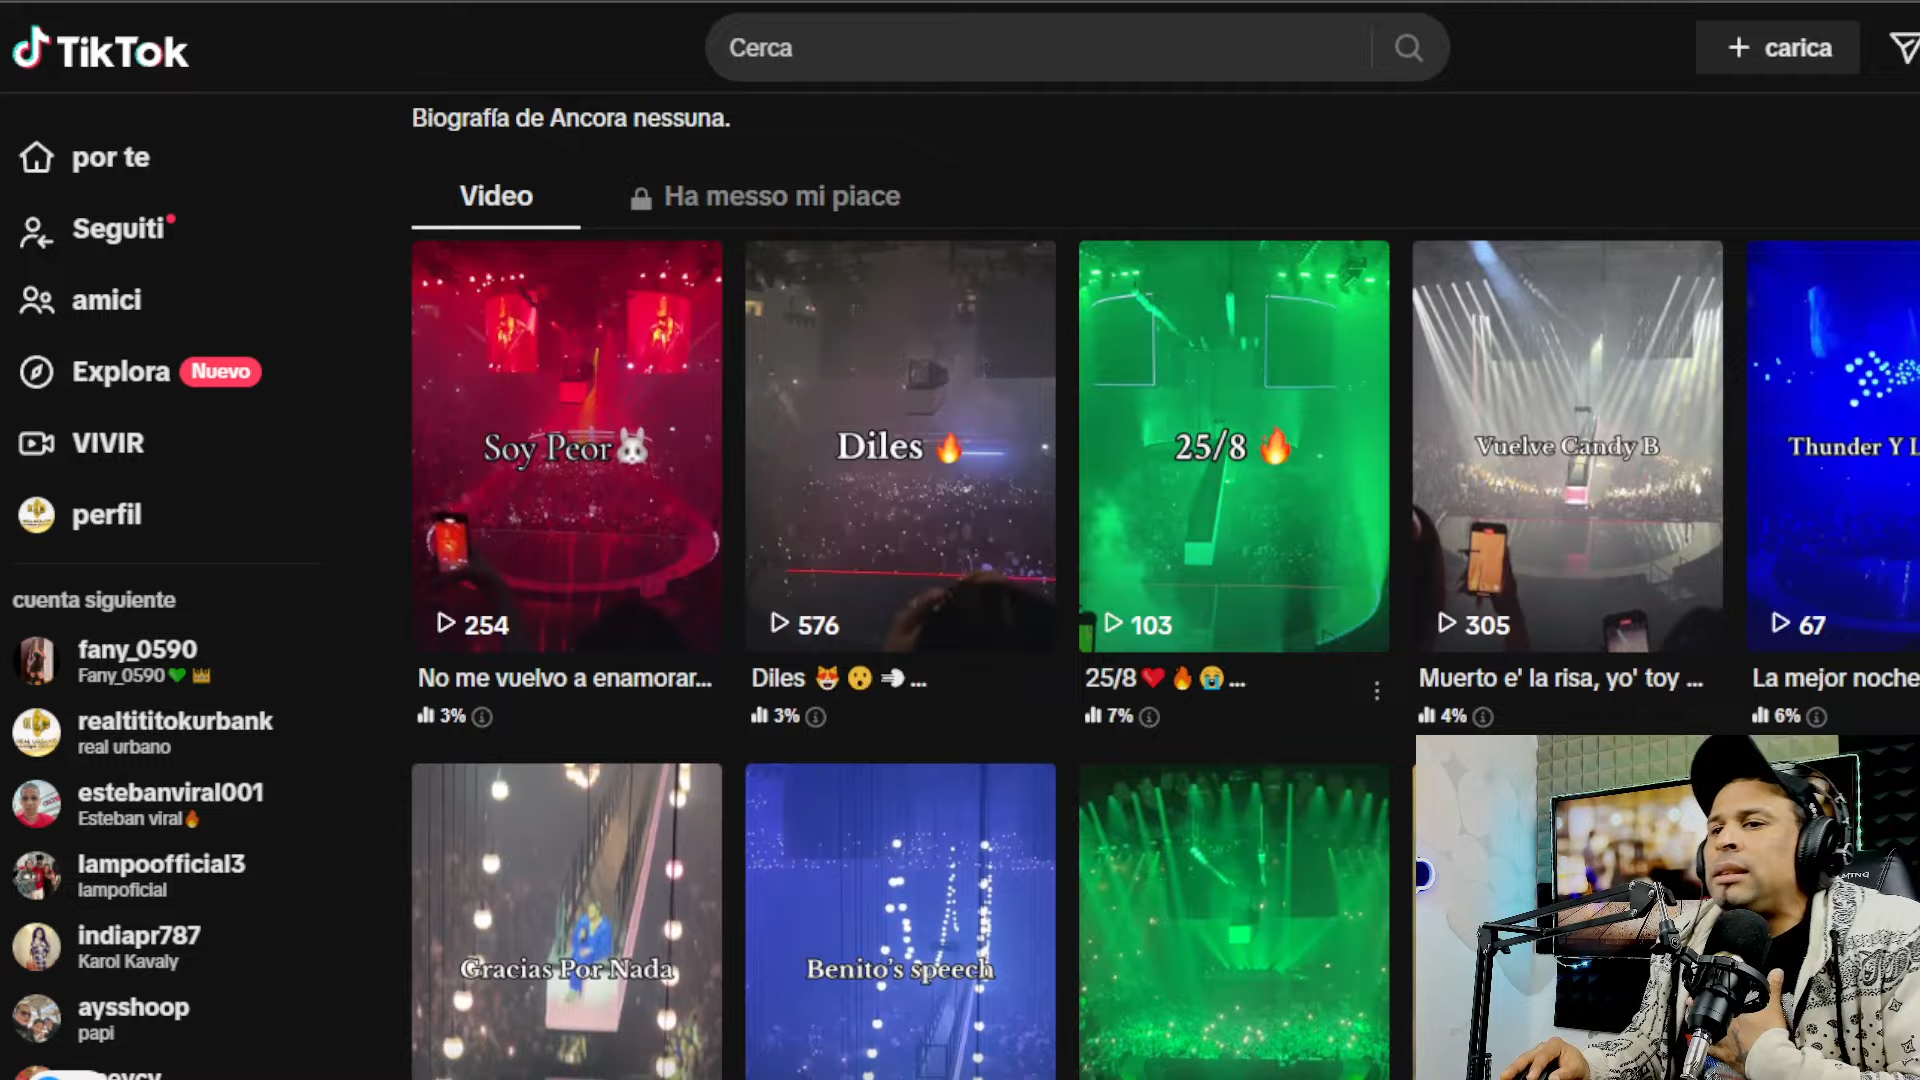 TikTok
Cerca
carica
Biografía de Ancora nessuna.
por te
Seguiti
amici
Explora Nuevo
VIVIR
perfil
cuenta siguiente
fany_0590
Fany_0590💚 👑
realtititokurbank
real urbano
estebanviral001
Esteban viral🔥
lampoofficial3
lampoficial
indiapr787
Karol Kavaly
aysshoop
papi
Video
Ha messo mi piace
Soy Peor🐰
254
No me vuelvo a enamorar...
3%
Diles 🔥
576
Diles 😻 😮 💨 ...
3%
25/8 🔥
103
25/8❤️🔥😭...
7%
Vuelve Candy B
305
Muerto e' la risa, yo' toy ...
4%
Thunder Y L
67
La mejor noche
6%
Gracias Por Nada
Benito's speech